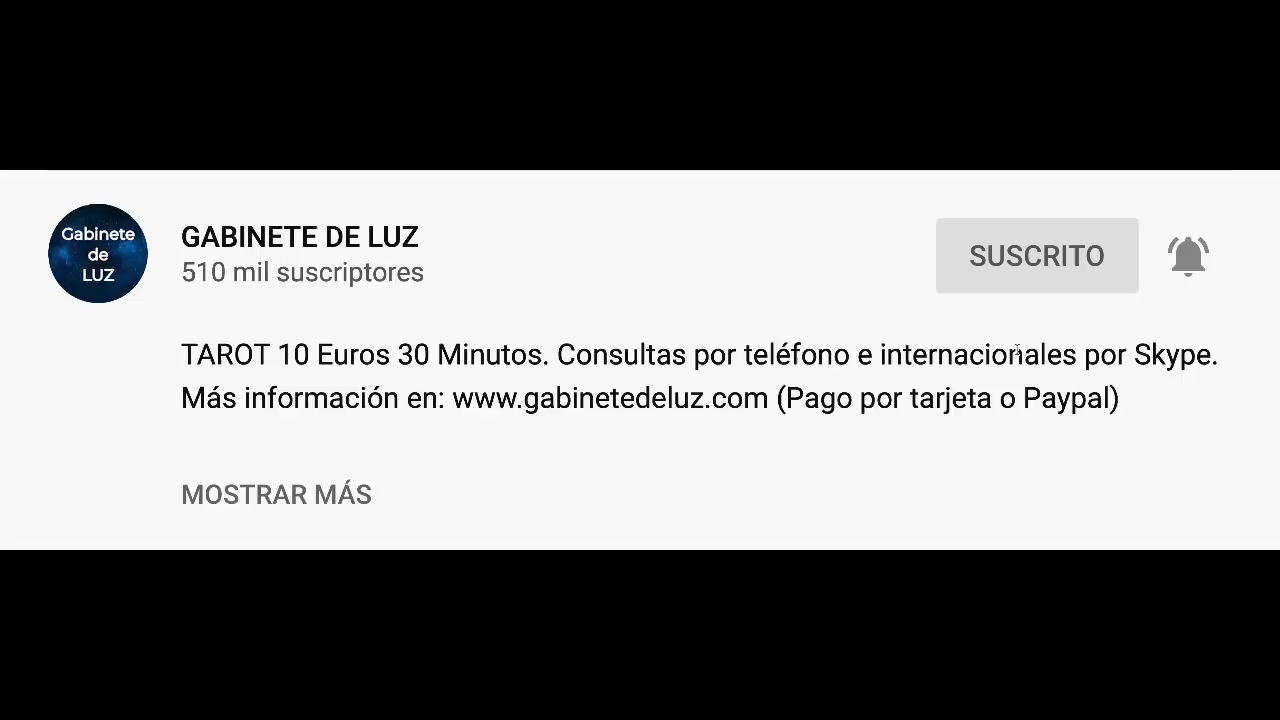 Gabinete
de
LUZ
GABINETE DE LUZ
510 mil suscriptores
SUSCRITO
TAROT 10 Euros 30 Minutos. Consultas por teléfono e internacionales por Skype.
Más información en: www.gabinetedeluz.com (Pago por tarjeta o Paypal)
MOSTRAR MÁS